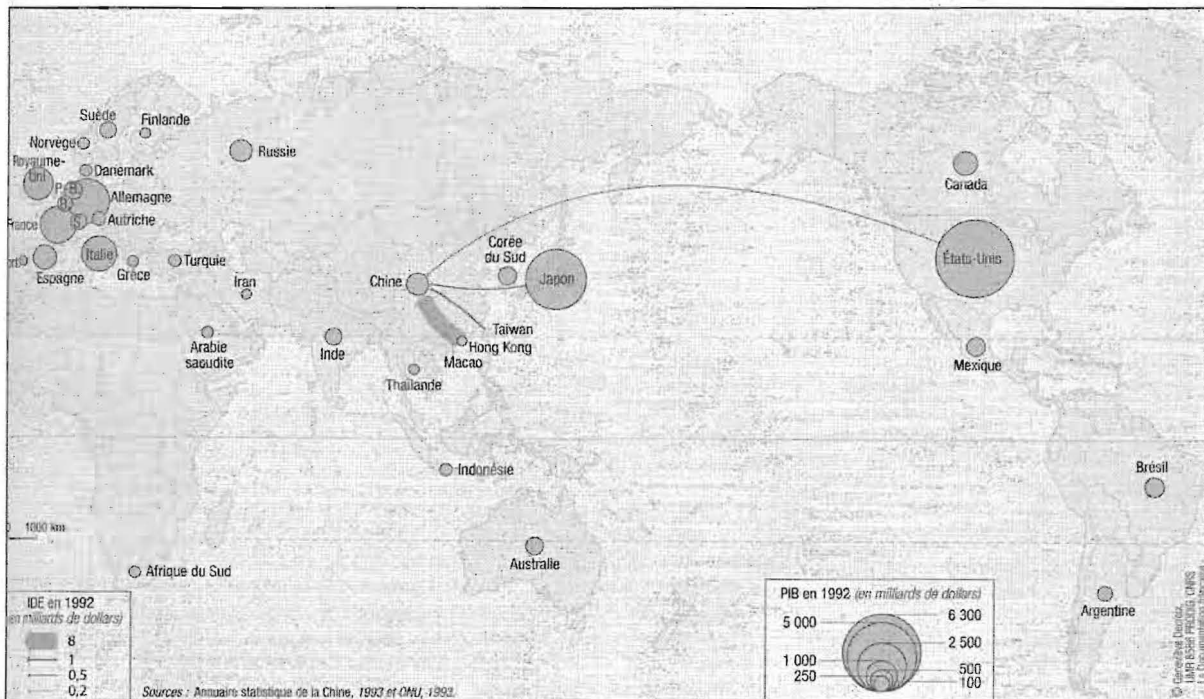 Suède
Finlande
Norvège
Russie
Royaume-
Uni
Danemark
Canada
P.-B.
Allemagne
B.
France
S.
Autriche
Corée
du Sud
États-Unis
Italie
Turquie
Espagne
Grèce
Iran
Chine
Japon
Taiwan
Arabie
saoudite
Inde
Hong Kong
Macao
Mexique
Thaïlande
Indonésie
Brésil
1000 km
Australie
Afrique du Sud
Argentine
IDE en 1992
(en milliards de dollars)
8
1
0,5
0,2
PIB en 1992 (en milliards de dollars)
5 000
6 300
2 500
1 000
500
250
100
Sources : Annuaire statistique de la Chine, 1993 et ONU, 1993.